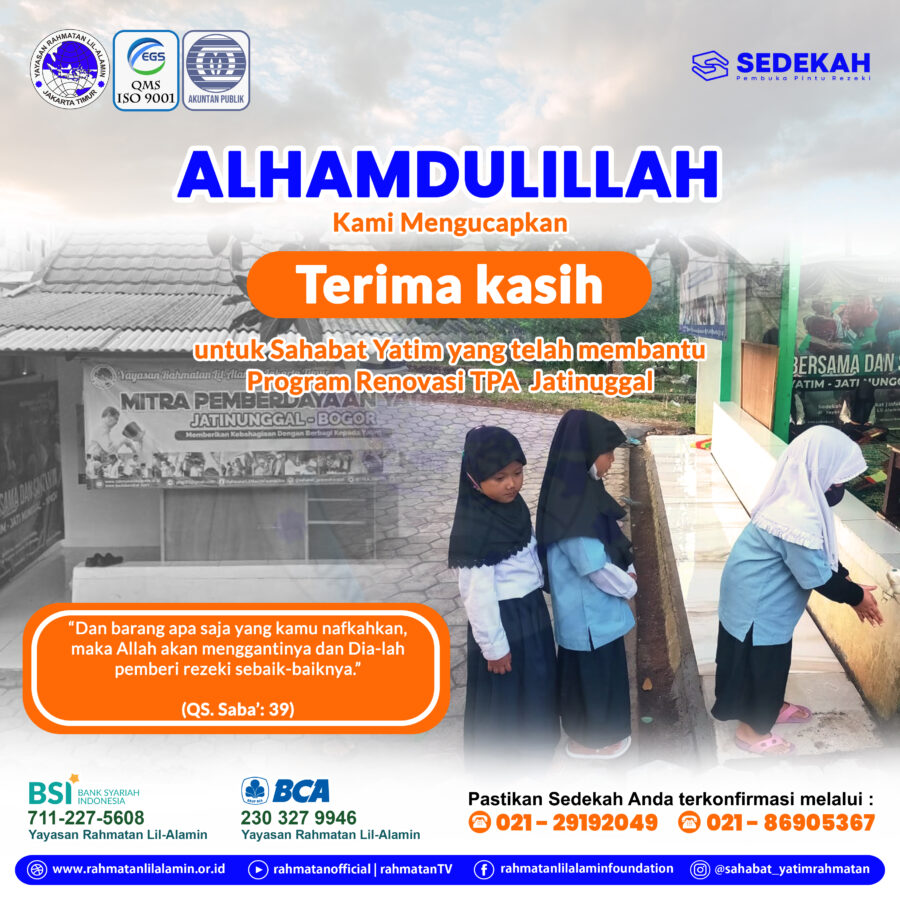 YAYASAN RAHMATAN LIL-ALAMIN
JAKARTA TIMUR
EGS
QMS
ISO 9001
AKUNTAN PUBLIK
SEDEKAH
Pembuka Pintu Rezeki
ALHAMDULILLAH
Kami Mengucapkan
Terima kasih
untuk Sahabat Yatim yang telah membantu
Program Renovasi TPA Jatinuggal
Yayasan Rahmatan Lil-Alamin
MITRA PEMBERDAYAAN
JATINUNGGAL - BOGOR
Memberikan Kebahagiaan Dengan Berbagi Kepada
BERSAMA DAN
YATIM - JATI NUNGG
“Dan barang apa saja yang kamu nafkahkan,
maka Allah akan menggantinya dan Dia-lah
pemberi rezeki sebaik-baiknya.”
(QS. Saba’: 39)
BSI BANK SYARIAH
INDONESIA
711-227-5608
Yayasan Rahmatan Lil-Alamin
BCA
230 327 9946
Yayasan Rahmatan Lil-Alamin
Pastikan Sedekah Anda terkonfirmasi melalui :
021 – 29192049 021 – 86905367
www.rahmatanlilalamin.or.id rahmatanofficial | rahmatanTV rahmatanlilalaminfoundation @sahabat_yatimrahmatan